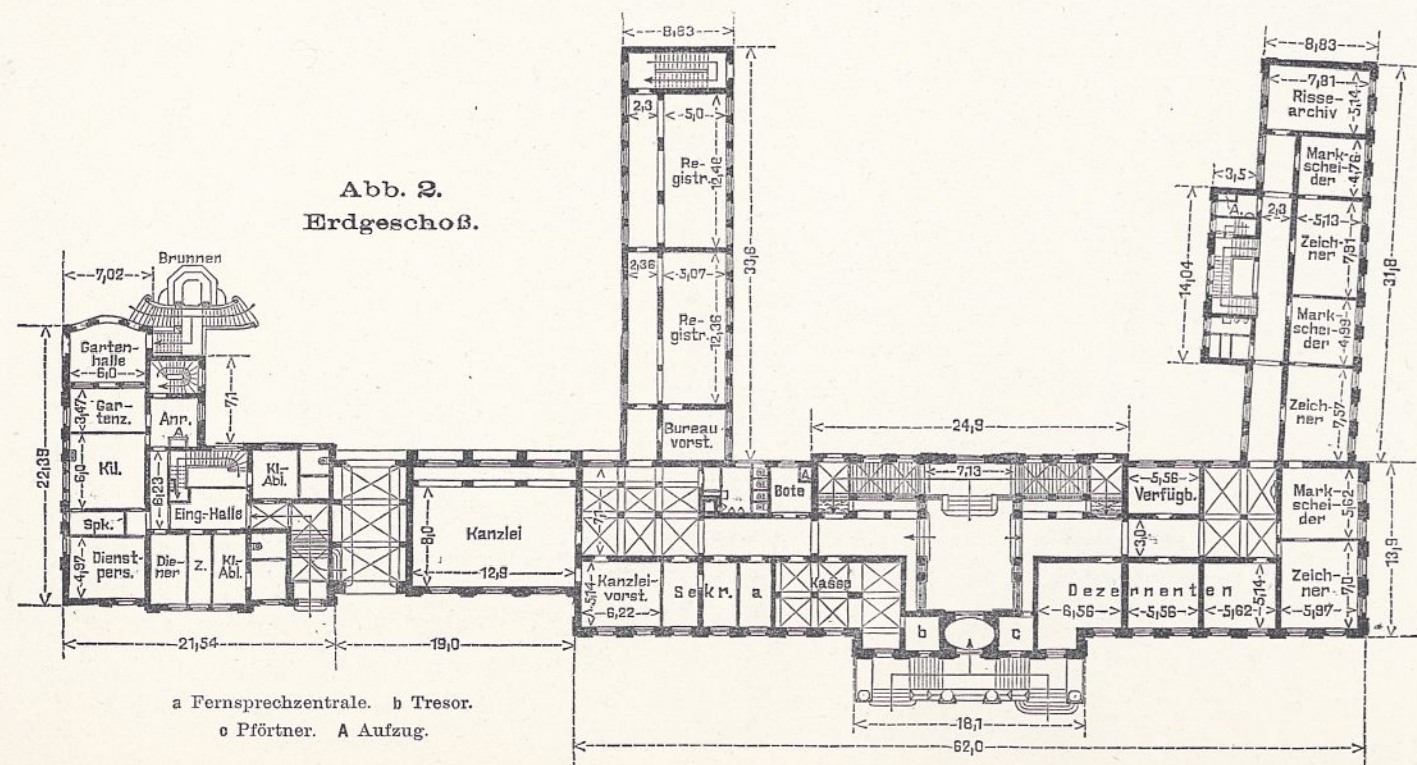 Abb. 2.
Erdgeschoß.
8,83
33,6
2,3
5,0
Re-
gistr.
12,48
2,36
5,07
Re-
gistr.
12,36
Bureau
vorst.
8,83
7,81
5,14
Risse-
archiv
Mark-
schei-
der
4,76
3,5
A.
2,3
5,13
Zeich-
ner
7,91
14,04
31,8
Mark-
schei-
der
4,99
Zeich-
ner
7,57
Brunnen
7,02
Garten-
halle
6,0
22,39
3,47
Gar-
tenz.
Anr.
A
7,1
6,0
Kü.
6,23
Eing-Halle
Kl-
Abl.
Spk.
4,97
Dienst-
pers.
Die-
ner
Z.
Kl-
Abl.
8,0
Kanzlei
12,9
7,1
Bote
A
24,9
7,13
5,56
Verfügb.
3,0
Mark-
schei-
der
5,62
13,9
Zeich-
ner
7,0
5,97
5,14
Kanzlei-
vorst.
6,22
Sekr.
a
Kasse
b
A
c
Dezernenten
6,56
5,56
5,62
5,14
21,54
19,0
18,1
62,0
a Fernsprechzentrale. b Tresor.
c Pförtner. A Aufzug.